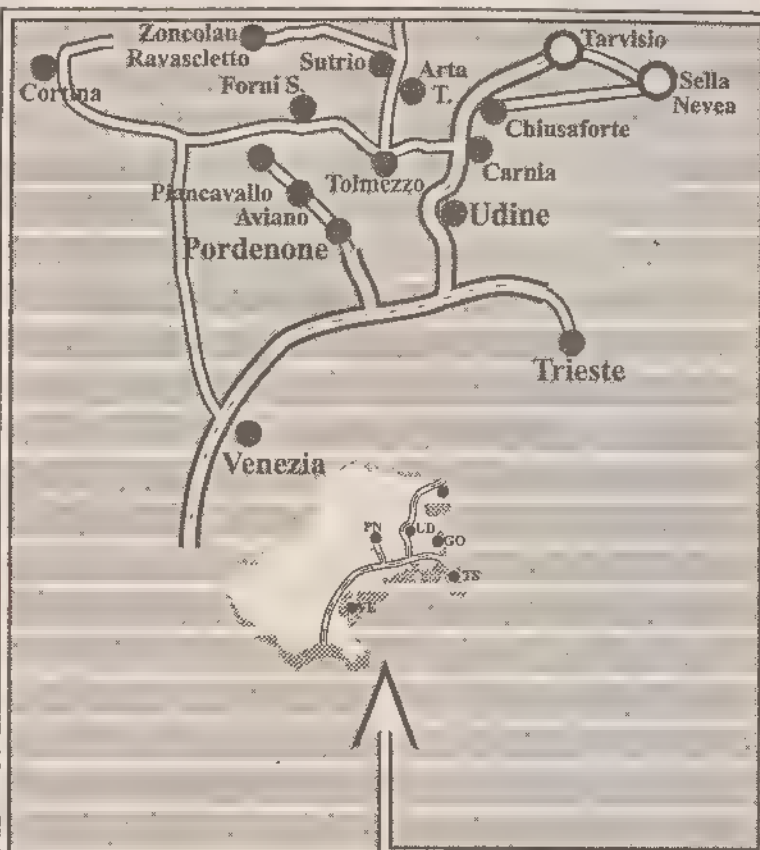 Zoncolan
Ravascletto
Tarvisio
Sutrio
Arta
T.
Sella
Nevea
Cortina
Forni S.
Chiusaforte
Carnia
Tolmezzo
Piancavallo
Aviano
Udine
Pordenone
Trieste
Venezia
PN
UD
GO
TS
VE